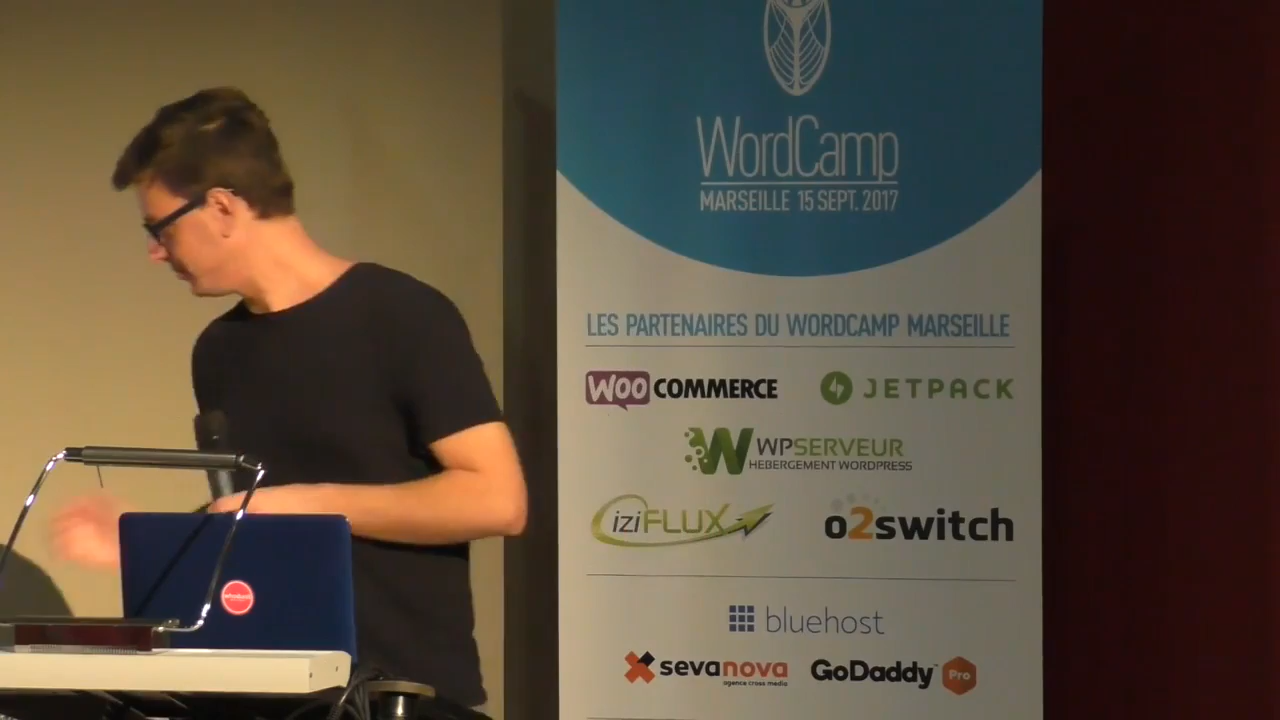 WordCamp
MARSEILLE 15 SEPT. 2017
LES PARTENAIRES DU WORDCAMP MARSEILLE
WOO COMMERCE
JETPACK
W WPSERVEUR
HEBERGEMENT WORDPRESS
iziFLUX
o2switch
bluehost
sevanova
agence cross media
GoDaddy™ Pro